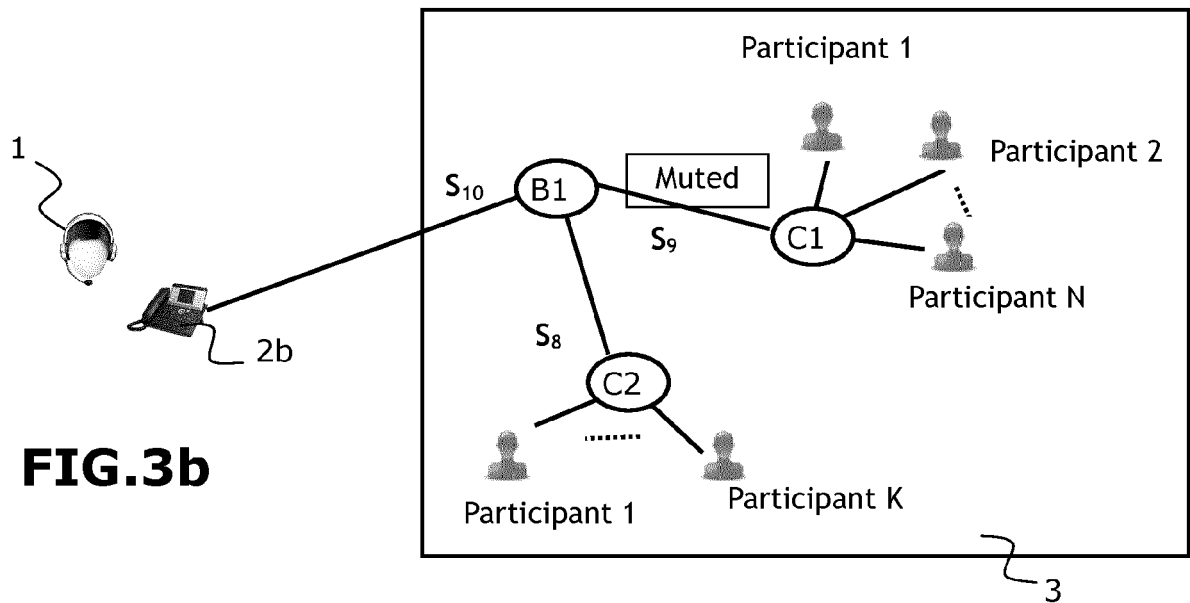 Participant 1
1
Participant 2
S10
B1
Muted
S9
C1
Participant N
2b
S8
C2
FIG.3b
Participant 1
Participant K
3